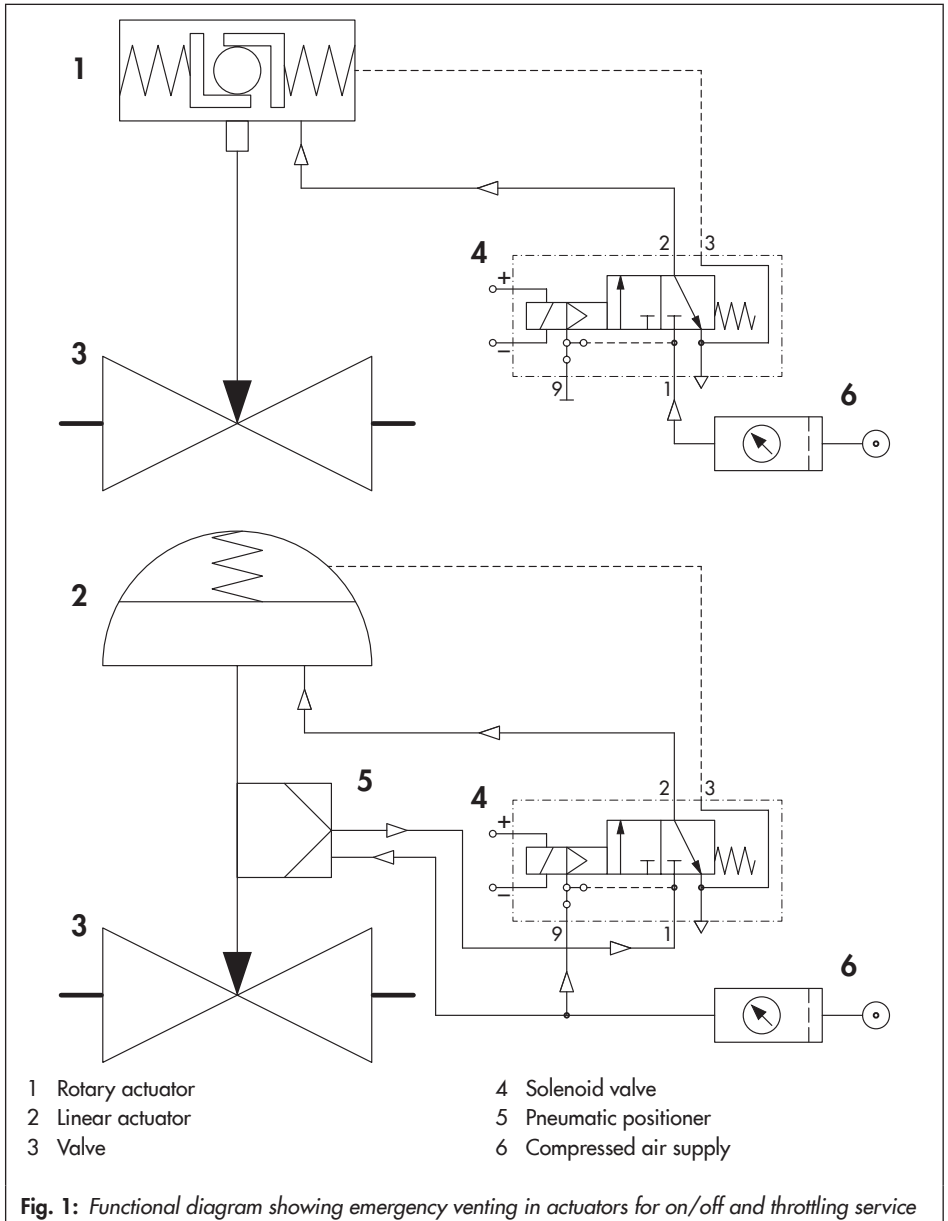 1
2 3
4
+
–
3
9
1
6
2
5
2 3
4
+
–
3
9
1
6
1 Rotary actuator
2 Linear actuator
3 Valve
4 Solenoid valve
5 Pneumatic positioner
6 Compressed air supply
Fig. 1: Functional diagram showing emergency venting in actuators for on/off and throttling service